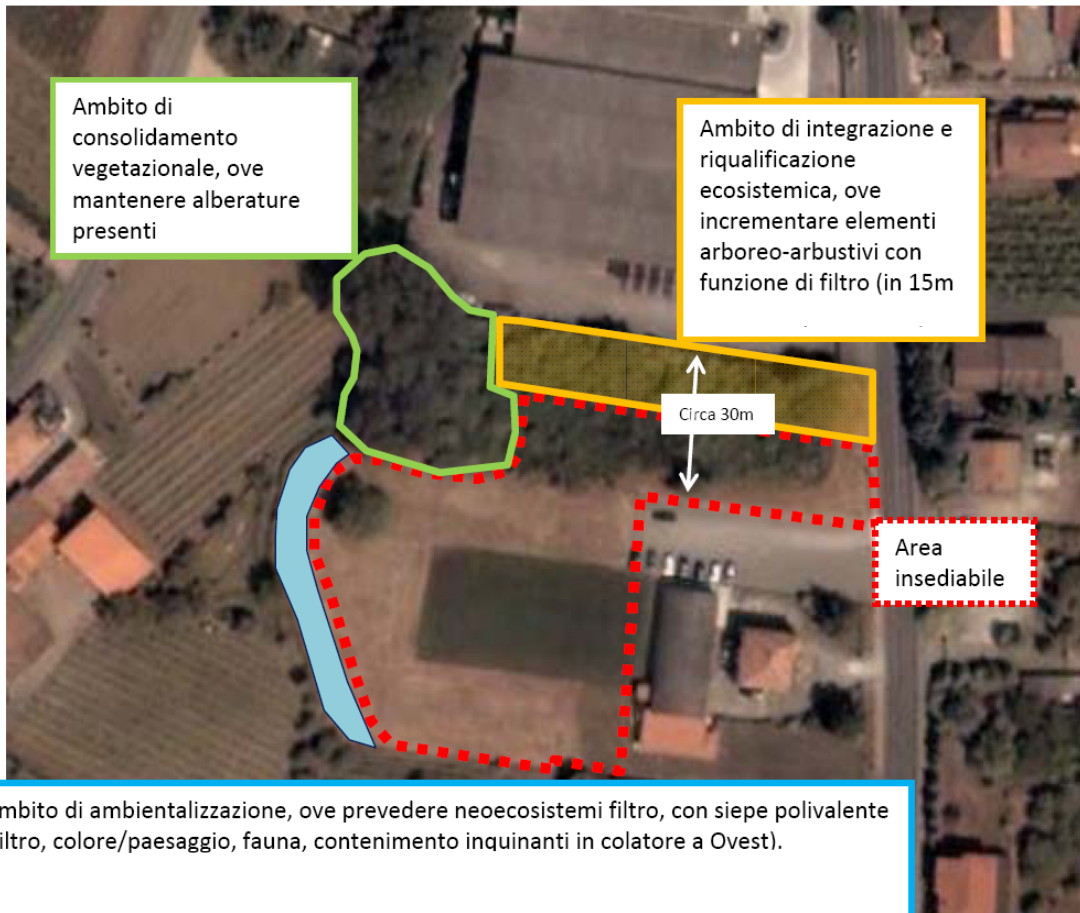 Ambito di
consolidamento
vegetazionale, ove
mantenere alberature
presenti
Ambito di integrazione e
riqualificazione
ecosistemica, ove
incrementare elementi
arboreo-arbustivi con
funzione di filtro (in 15m
Circa 30m
Area
insediabile
mbito di ambientalizzazione, ove prevedere neoecosistemi filtro, con siepe polivalente
iltro, colore/paesaggio, fauna, contenimento inquinanti in colatore a Ovest).